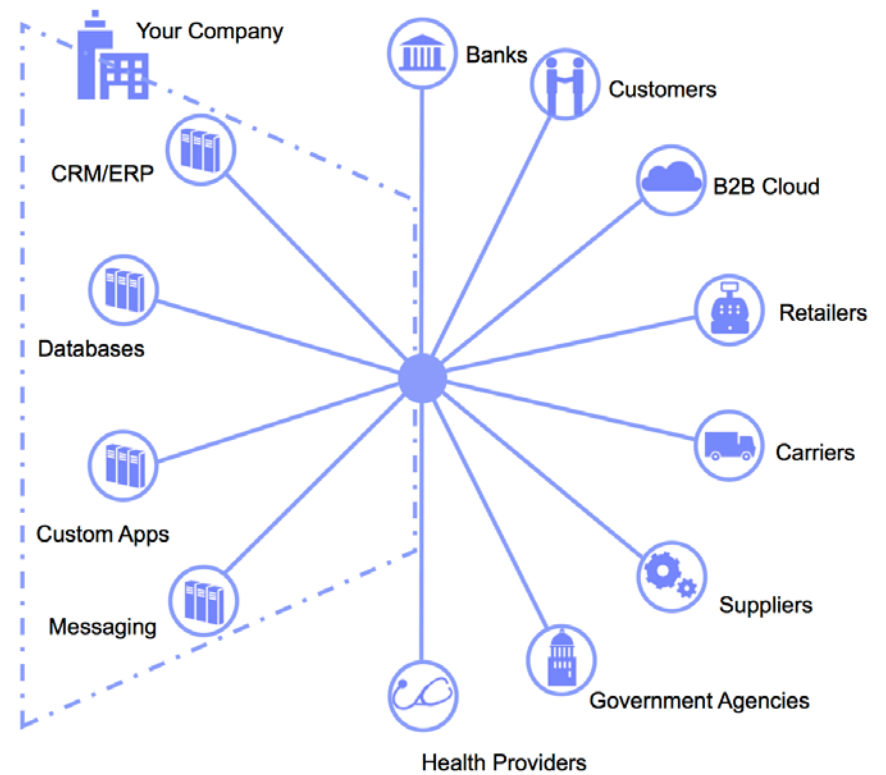 Your Company
Banks
Customers
CRM/ERP
B2B Cloud
Retailers
Databases
Carriers
Custom Apps
Suppliers
Messaging
Government Agencies
Health Providers